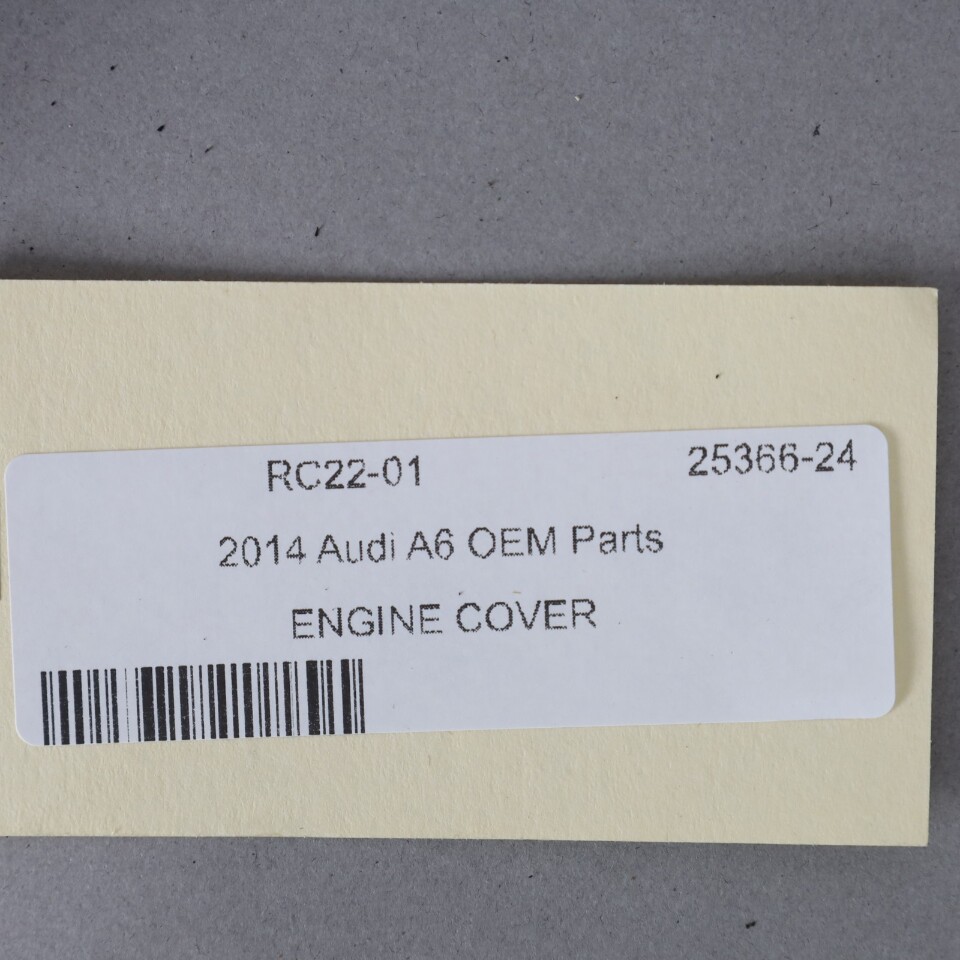 RC22-01 25366-24
2014 Audi A6 OEM Parts
ENGINE COVER